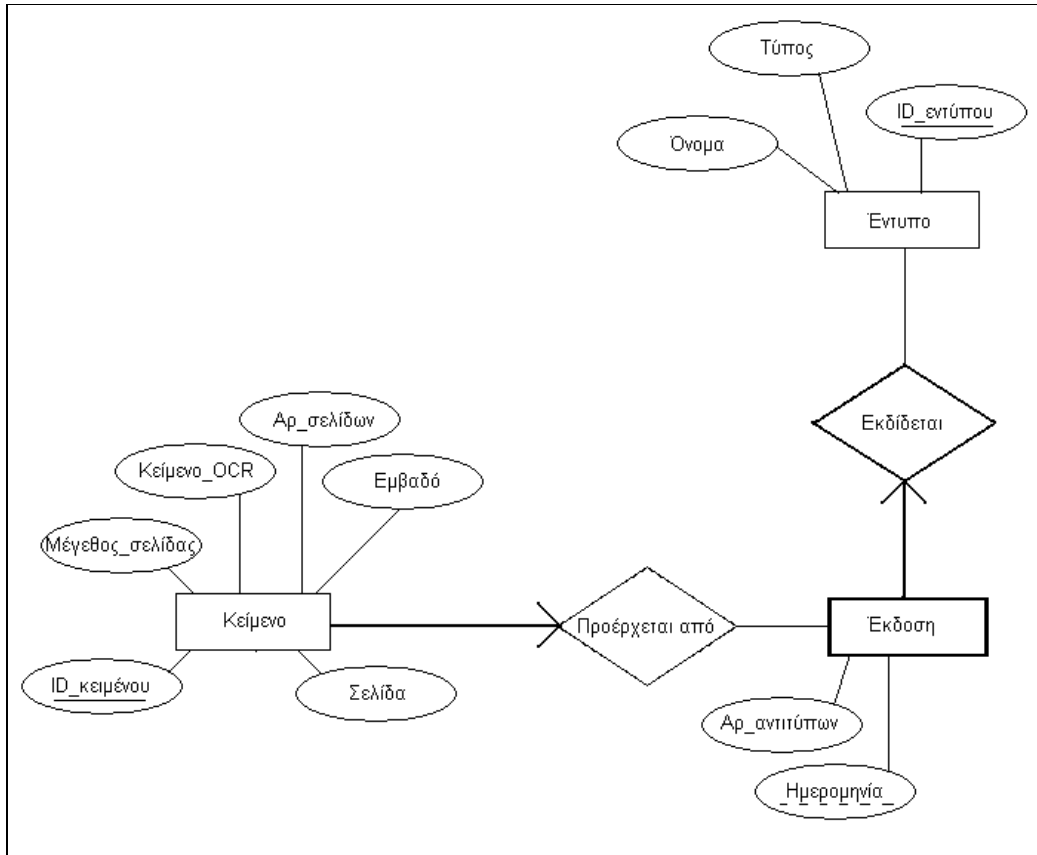 Τύπος
ID_εντύπου
Όνομα
Έντυπο
Εκδίδεται
Αρ_σελίδων
Κείμενο_OCR
Εμβαδό
Μέγεθος_σελίδας
Κείμενο
Προέρχεται από
Έκδοση
ID_κειμένου
Σελίδα
Αρ_αντιτύπων
Ημερομηνία